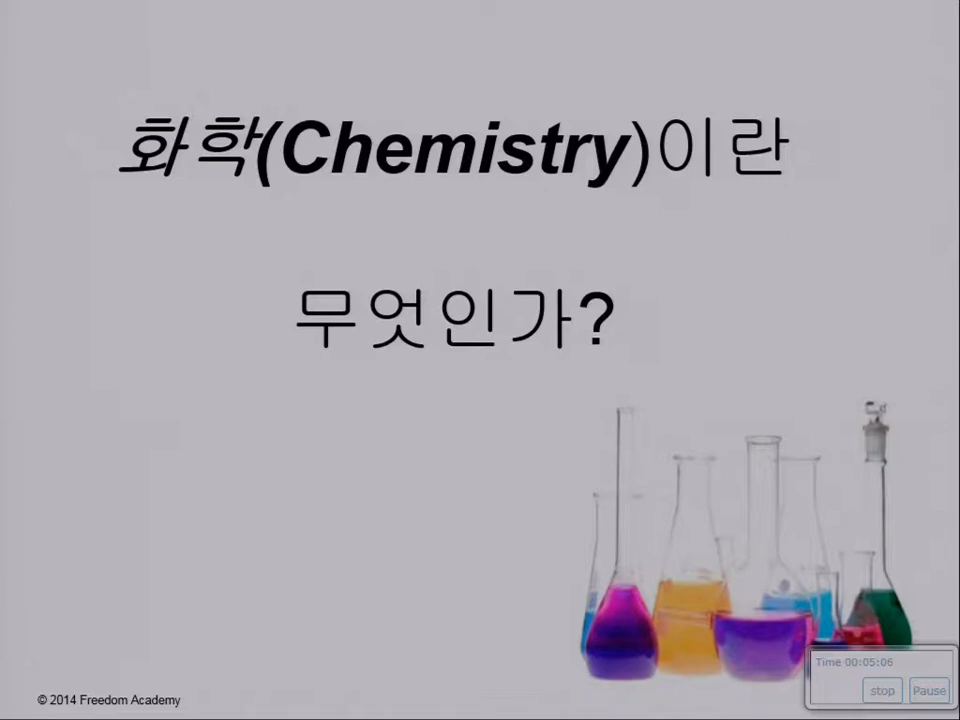 화학(Chemistry)이란
무엇인가?
Time 00:05:06
stop Pause
© 2014 Freedom Academy